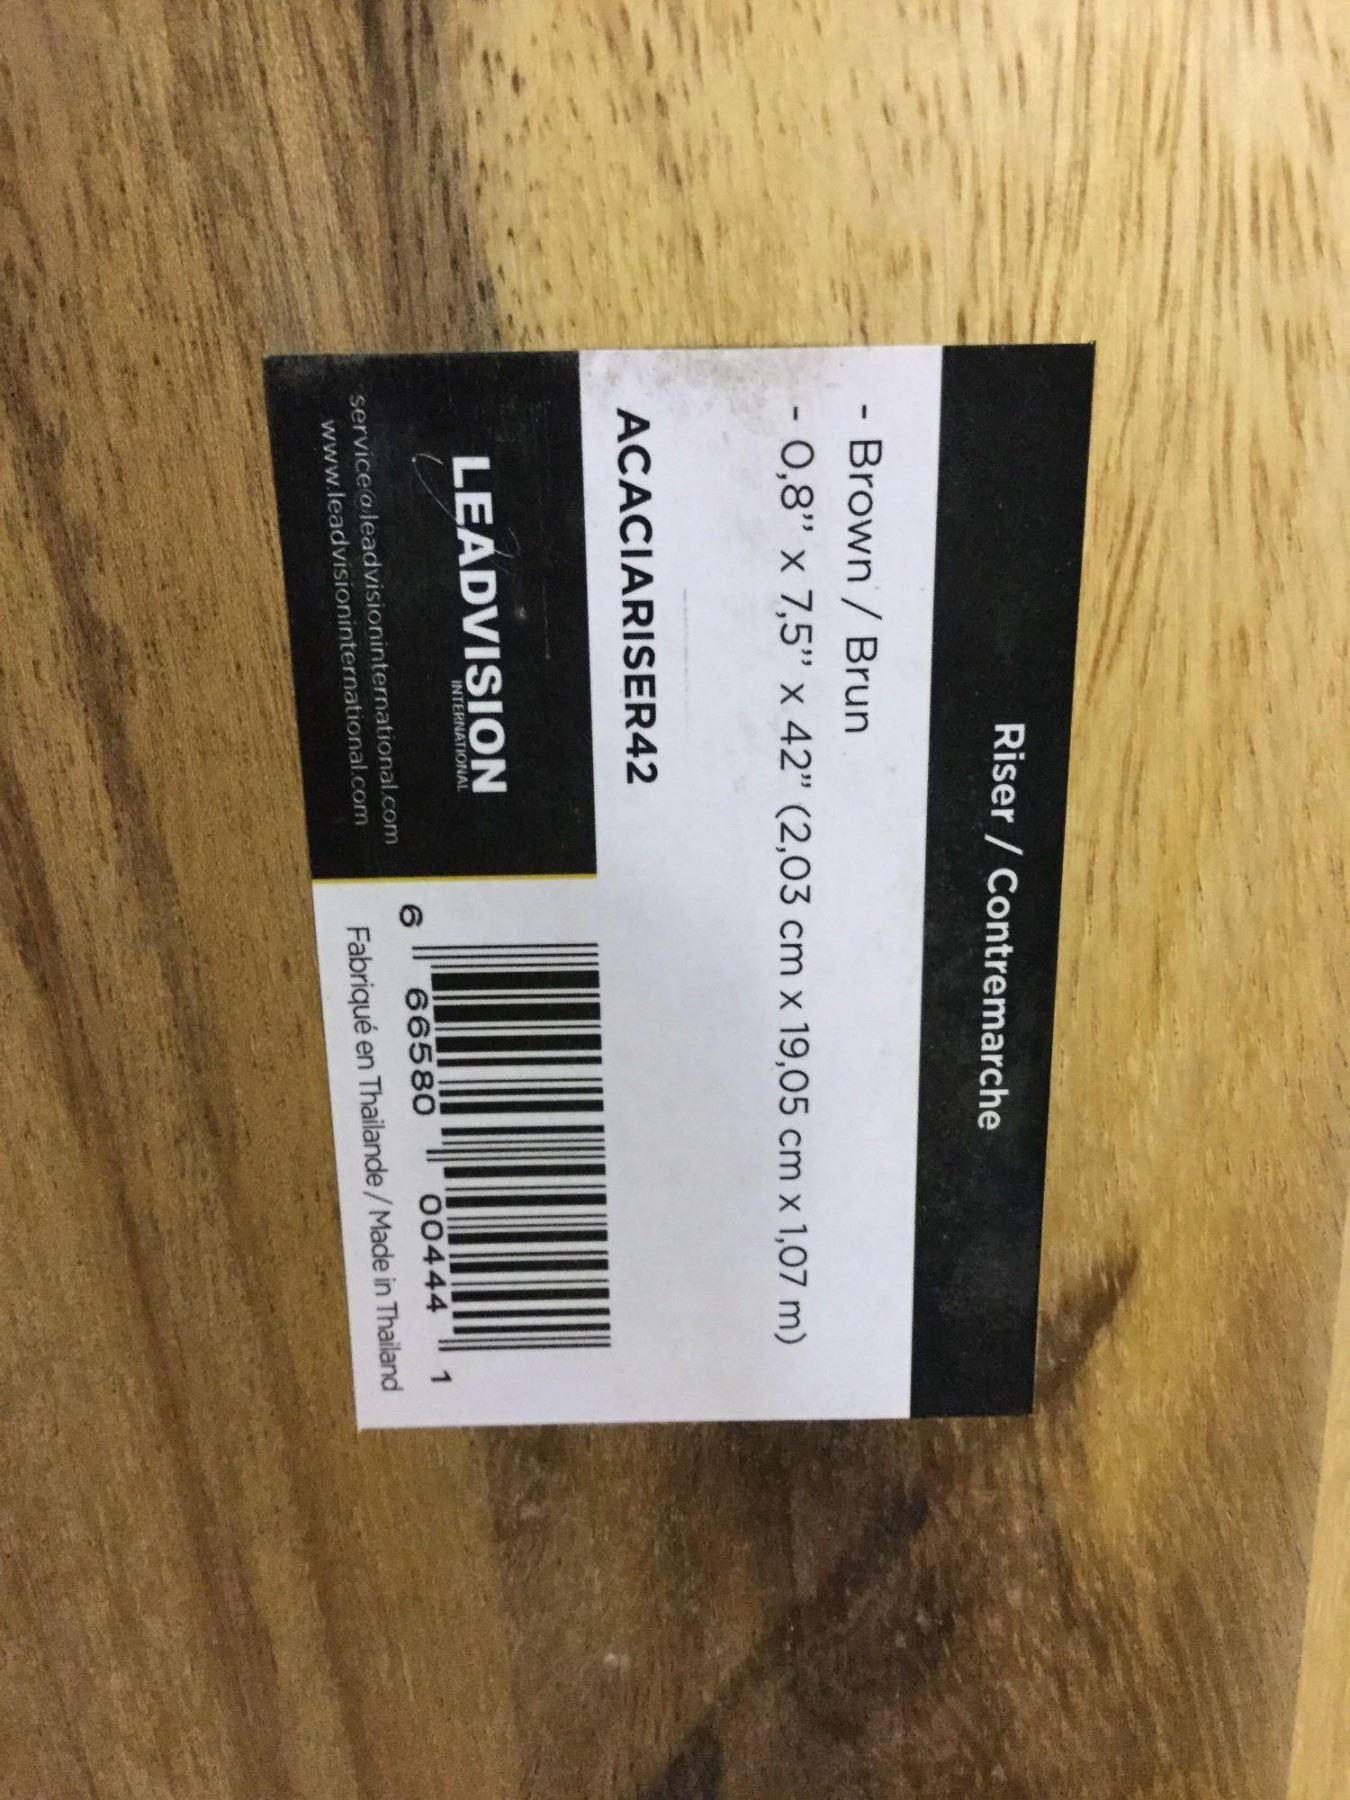 Riser / Contremarche
- Brown / Brun
- 0,8” x 7,5” x 42” (2,03 cm x 19,05 cm x 1,07 m)
ACACIARISER42
LEADVISION
INTERNATIONAL
service@leadvisioninternational.com
www.leadvisioninternational.com
6 66580 00444 1
Fabriqué en Thaïlande / Made in Thailand